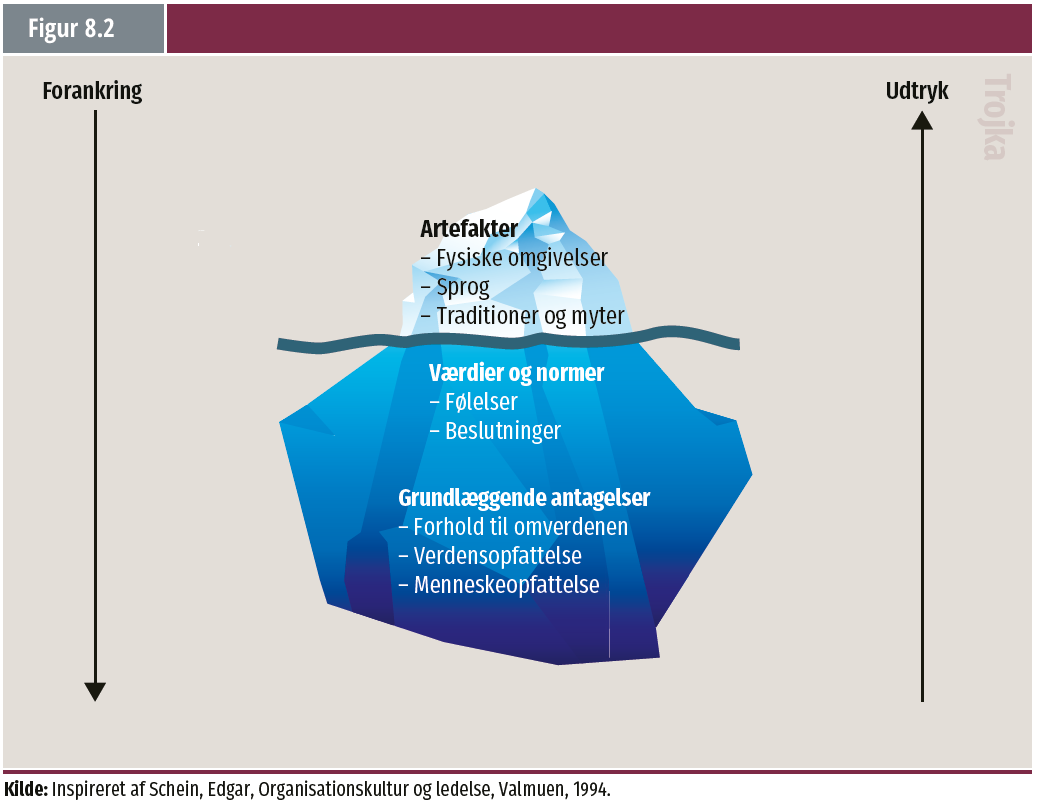 Figur 8.2
Forankring
Udtryk
Trojka
Artefakter
– Fysiske omgivelser
– Sprog
– Traditioner og myter
Værdier og normer
– Følelser
– Beslutninger
Grundlæggende antagelser
– Forhold til omverdenen
– Verdensopfattelse
– Menneskeopfattelse
Kilde: Inspireret af Schein, Edgar, Organisationskultur og ledelse, Valmuen, 1994.